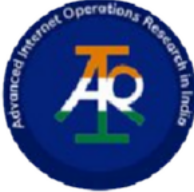 Advanced Internet Operations Research in India
AIORI